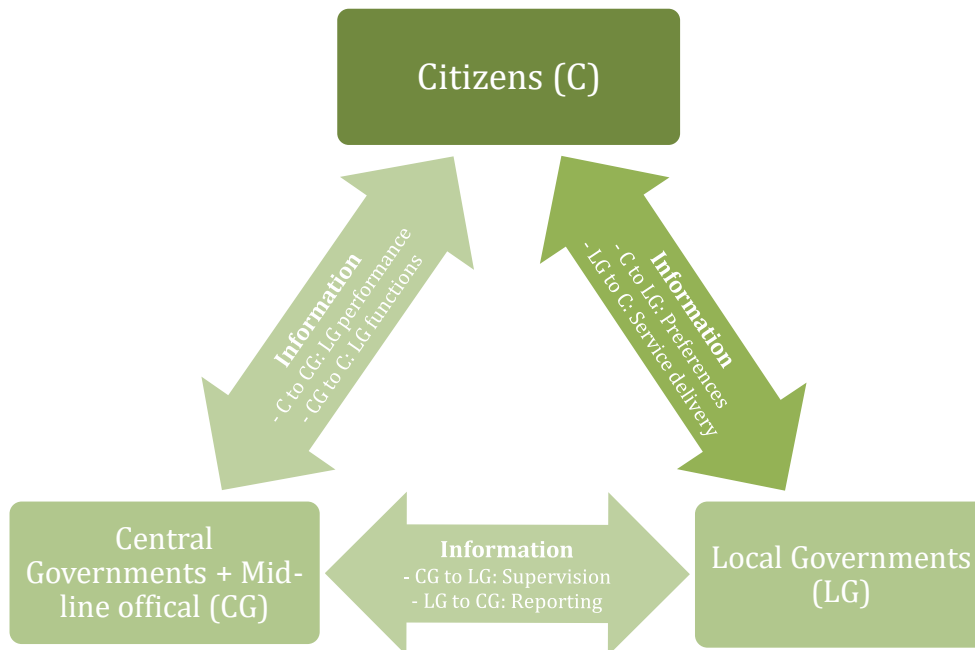 Citizens (C)
Information
- C to CG: LG performance
- CG to C: LG functions
Information
- C to LG: Preferences
- LG to C: Service delivery
Central
Governments + Mid-
line offical (CG)
Information
- CG to LG: Supervision
- LG to CG: Reporting
Local Governments
(LG)